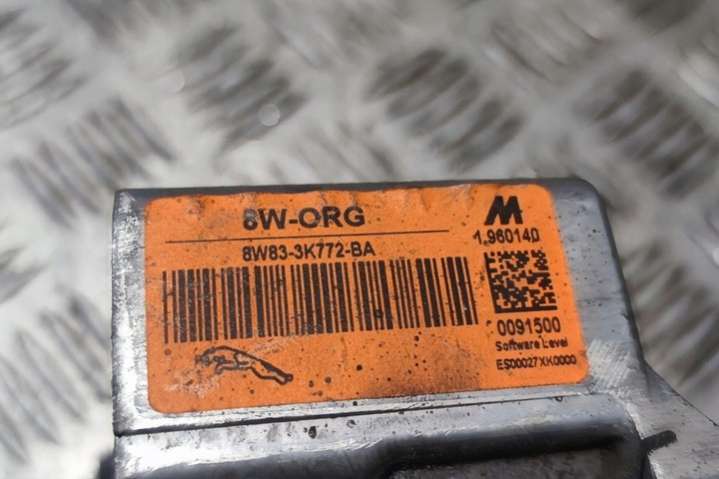 8W-ORG
8W83-3K772-BA
M
1.960140
0091500
Software Level
ES00027XK0000